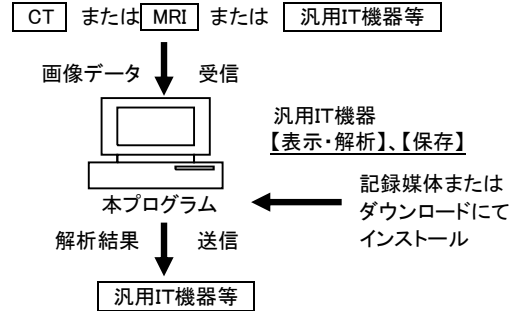 CT または MRI または 汎用IT機器等
画像データ 受信
汎用IT機器
【表示・解析】、【保存】
本プログラム
記録媒体または
ダウンロードにて
インストール
解析結果 送信
汎用IT機器等